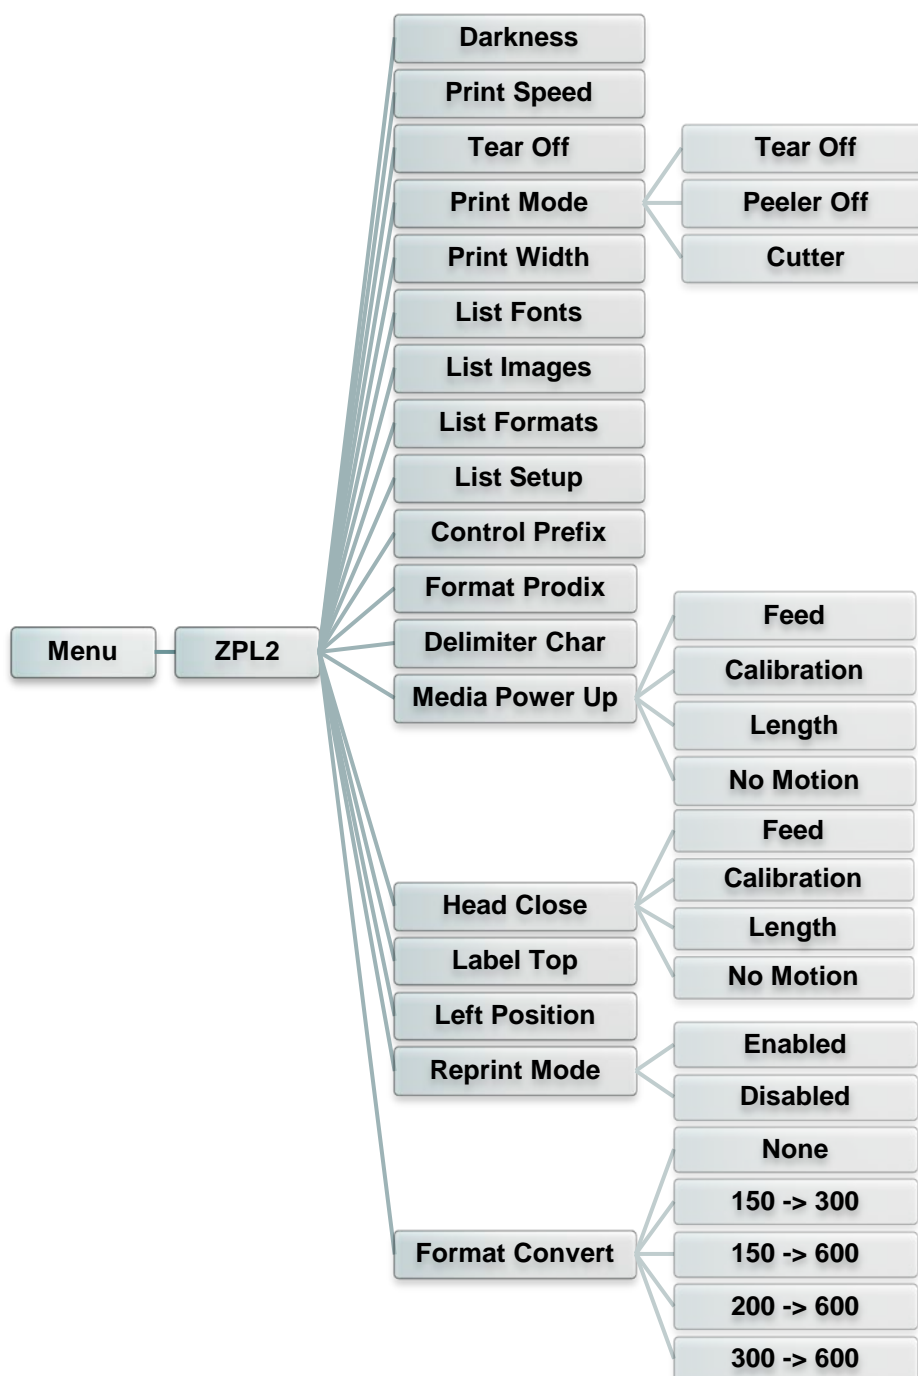 Darkness
Print Speed
Tear Off
Tear Off
Print Mode
Peeler Off
Print Width
Cutter
List Fonts
List Images
List Formats
List Setup
Control Prefix
Format Prodix
Feed
Menu
ZPL2
Delimiter Char
Calibration
Media Power Up
Length
No Motion
Feed
Calibration
Head Close
Length
Label Top
No Motion
Left Position
Enabled
Reprint Mode
Disabled
None
150 -> 300
Format Convert
150 -> 600
200 -> 600
300 -> 600